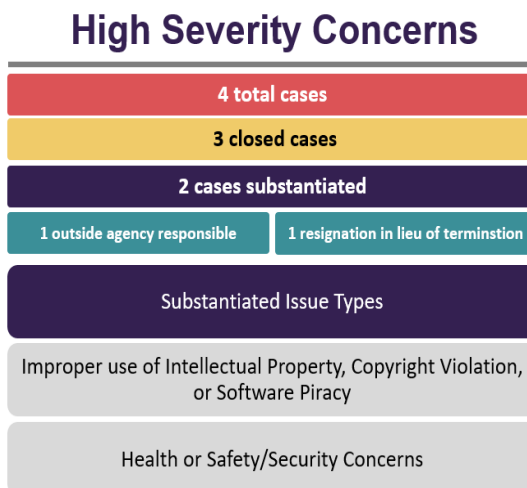 High Severity Concerns
4 total cases
3 closed cases
2 cases substantiated
1 outside agency responsible
1 resignation in lieu of terminstion
Substantiated Issue Types
Improper use of Intellectual Property, Copyright Violation,
or Software Piracy
Health or Safety/Security Concerns